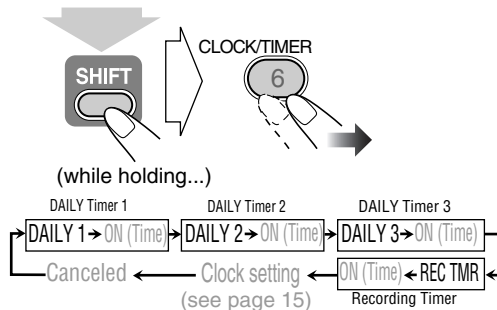 CLOCK/TIMER
SHIFT
6
(while holding...)
DAILY Timer 1 DAILY Timer 2 DAILY Timer 3
DAILY 1 → ON (Time) → DAILY 2 → ON (Time) → DAILY 3 → ON (Time)
Canceled ← Clock setting ← ON (Time) ← REC TMR
(see page 15) Recording Timer